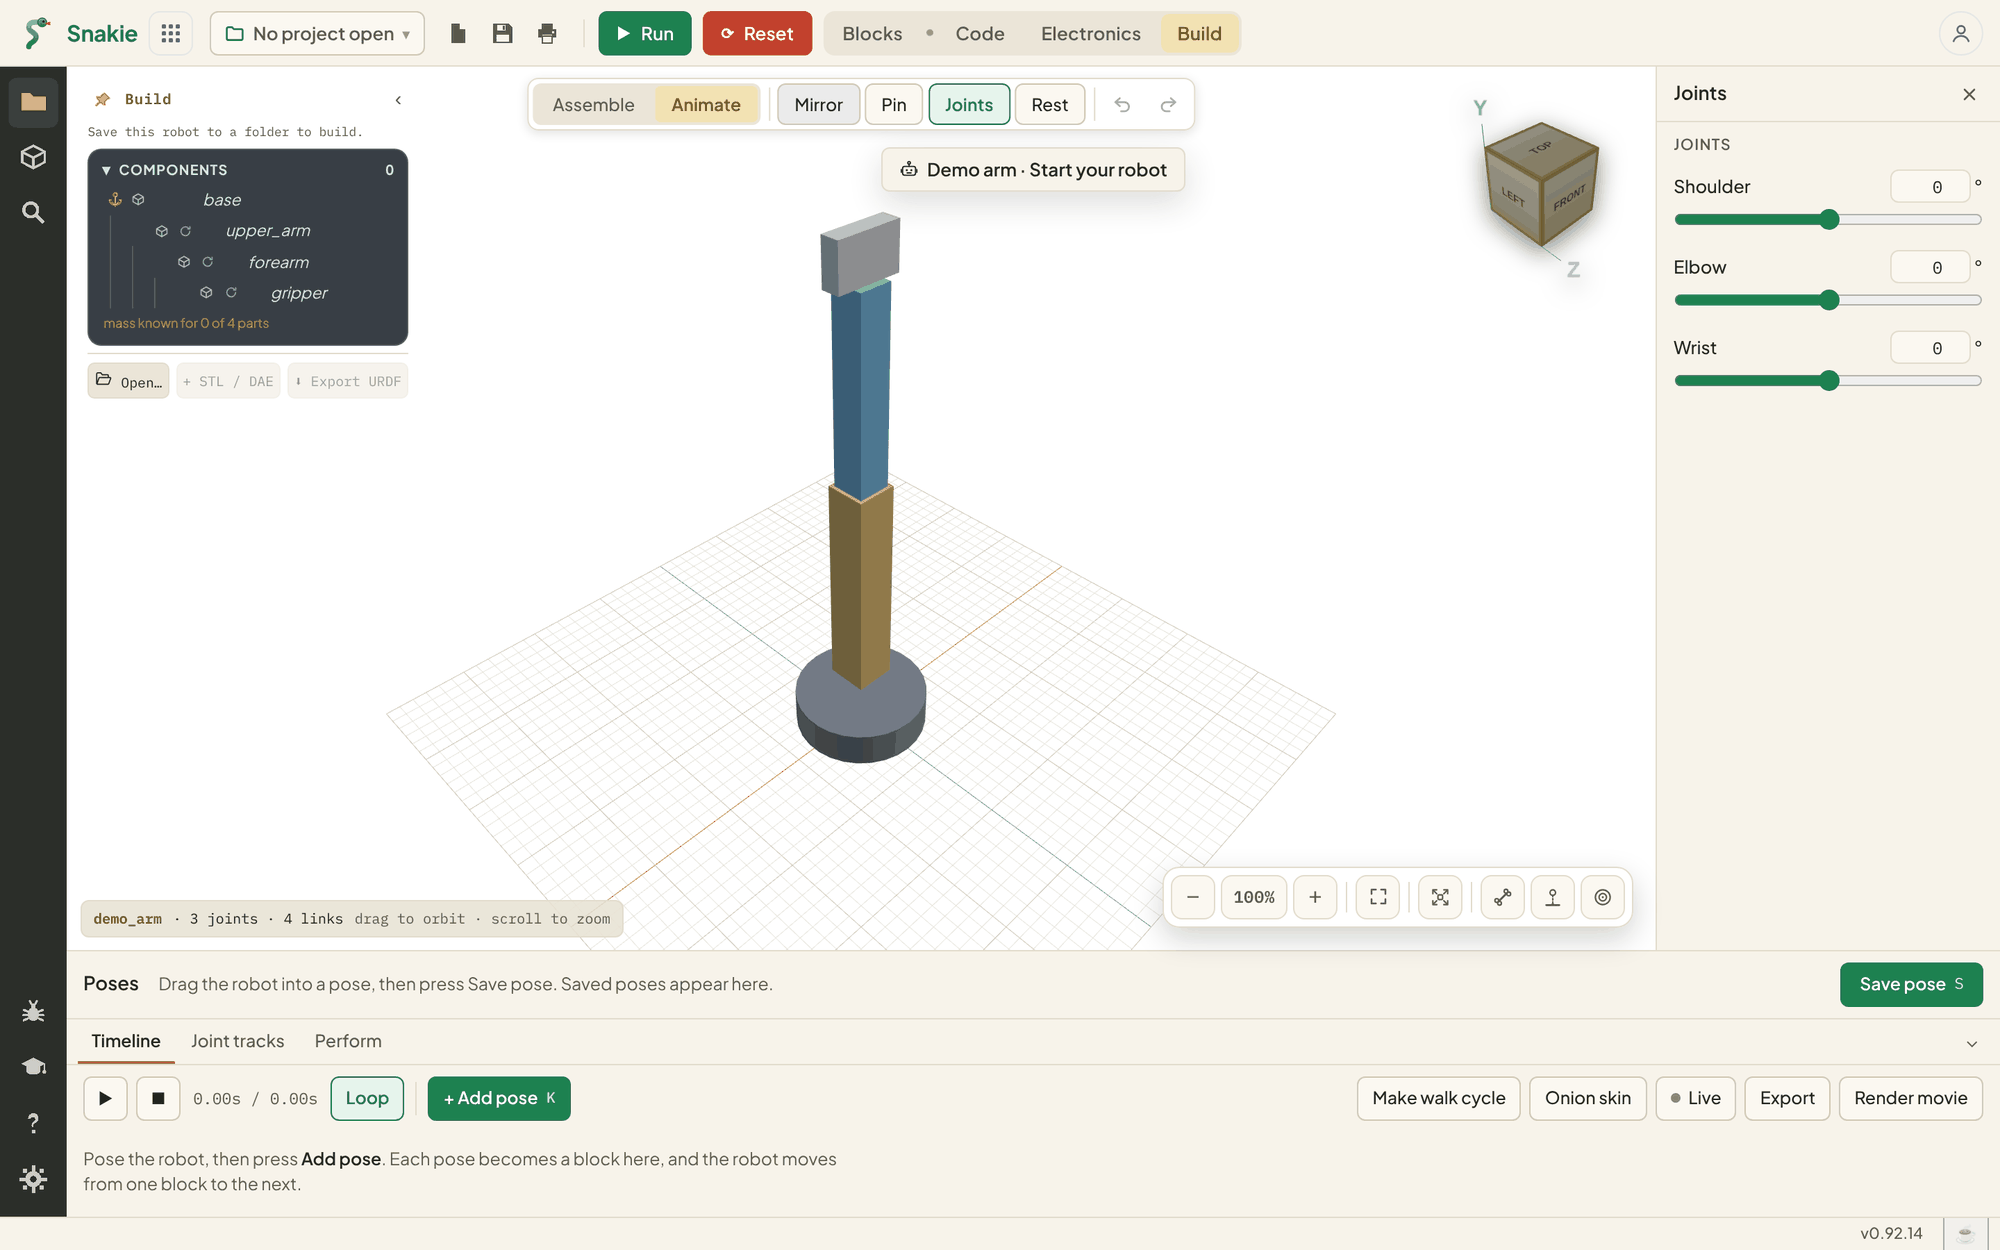 Snakie
No project open
Run
Reset
Blocks
Code
Electronics
Build
Build
Save this robot to a folder to build.
COMPONENTS 0
base
upper_arm
forearm
gripper
mass known for 0 of 4 parts
Open…
+ STL / DAE
Export URDF
Assemble
Animate
Mirror
Pin
Joints
Rest
Demo arm · Start your robot
Y
TOP
LEFT
FRONT
Z
Joints
JOINTS
Shoulder 0 °
Elbow 0 °
Wrist 0 °
demo_arm · 3 joints · 4 links drag to orbit · scroll to zoom
100%
Poses Drag the robot into a pose, then press Save pose. Saved poses appear here.
Save pose S
Timeline
Joint tracks
Perform
0.00s / 0.00s
Loop
+ Add pose K
Make walk cycle
Onion skin
Live
Export
Render movie
Pose the robot, then press Add pose. Each pose becomes a block here, and the robot moves
from one block to the next.
v0.92.14